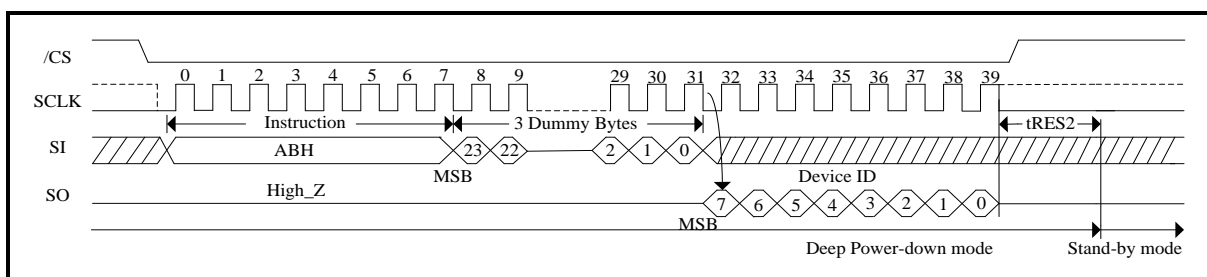 /CS
0 1 2 3 4 5 6 7 8 9 29 30 31 32 33 34 35 36 37 38 39
SCLK
Instruction 3 Dummy Bytes tRES2
SI ABH 23 22 2 1 0
MSB Device ID
High_Z
SO 7 6 5 4 3 2 1 0
MSB
Deep Power-down mode Stand-by mode